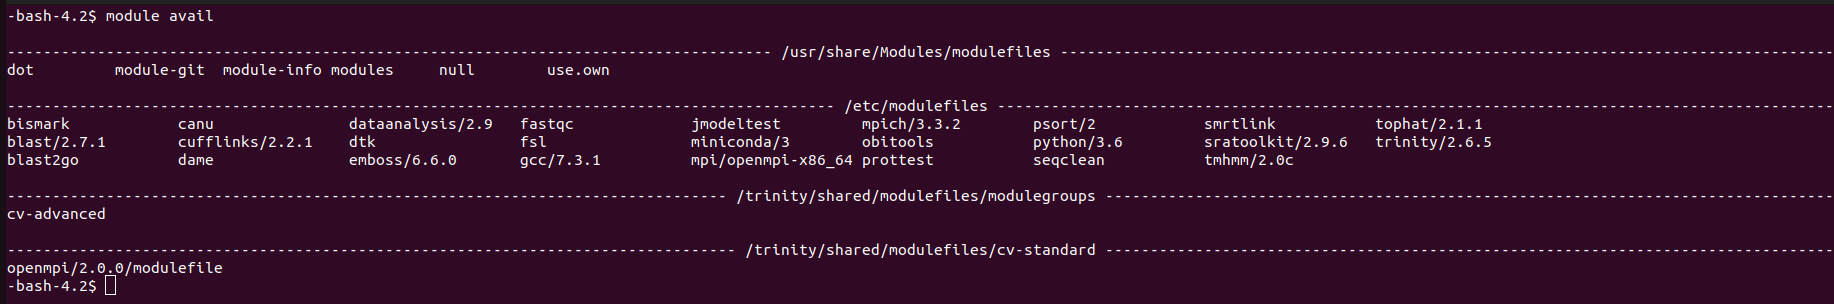 -bash-4.2$ module avail
------------------------------------------------------------------------------------- /usr/share/Modules/modulefiles --------------------------------------------------------------------------------------
dot         module-git  module-info modules     null        use.own
-------------------------------------------------------------------------------------------- /etc/modulefiles ---------------------------------------------------------------------------------------------
bismark            canu               dataanalysis/2.9   fastqc             jmodeltest         mpich/3.3.2        psort/2            smrtlink           tophat/2.1.1
blast/2.7.1        cufflinks/2.2.1    dtk                fsl                miniconda/3        obitools           python/3.6         sratoolkit/2.9.6   trinity/2.6.5
blast2go           dame               emboss/6.6.0       gcc/7.3.1          mpi/openmpi-x86_64 prottest           seqclean           tmhmm/2.0c
-------------------------------------------------------------------------------- /trinity/shared/modulefiles/modulegroups ---------------------------------------------------------------------------------
cv-advanced
--------------------------------------------------------------------------------- /trinity/shared/modulefiles/cv-standard ---------------------------------------------------------------------------------
openmpi/2.0.0/modulefile
-bash-4.2$